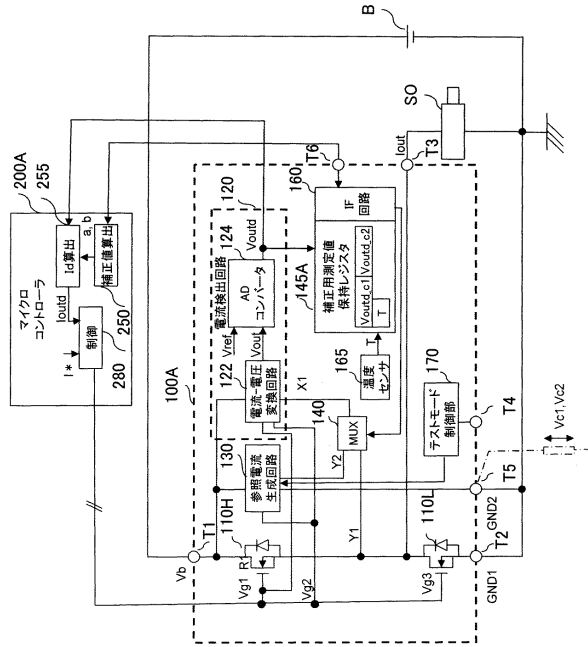 200A
255
マイクロ
コントローラ
Id算出
a, b
補正値算出
250
Ioutd
制御
I*
280
100A
電流検出回路
120
124
Voutd
AD
コンバータ
Vref
Vout
122
電流-電圧
変換回路
X1
130
参照電流
生成回路
140
MUX
Y2
Y1
T6
160
IF
回路
145A
補正用測定値
保持レジスタ
Voutd_c1
Voutd_c2
T
165
T
温度
センサ
170
テストモード
制御部
T1
Vb
110H
R1
Vg1
Vg2
Vg3
110L
T2
GND1
T5
GND2
T4
Vc1,Vc2
T3
Iout
SO
B